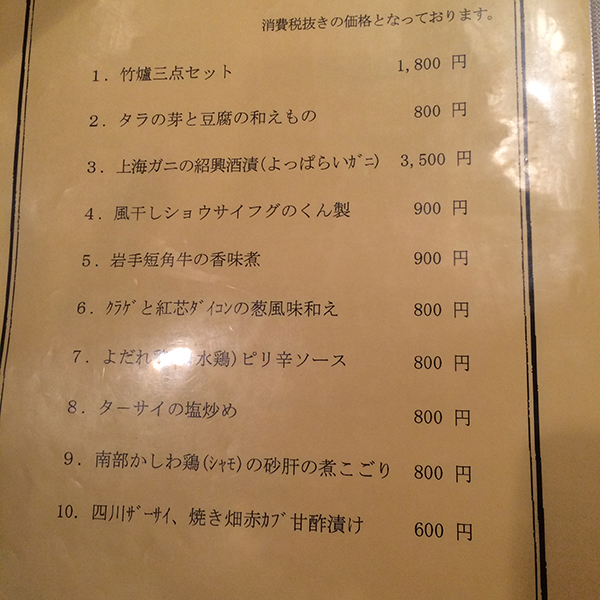 消費税抜きの価格となっております。
1. 竹爐三点セット 1,800 円
2. タラの芽と豆腐の和えもの 800 円
3. 上海ガニの紹興酒漬(よっぱらいｶﾞﾆ) 3,500 円
4. 風干しショウサイフグのくん製 900 円
5. 岩手短角牛の香味煮 900 円
6. ｸﾗｹﾞと紅芯ﾀﾞｲｺﾝの葱風味和え 800 円
7. よだれ 水鶏)ピリ辛ソース 800 円
8. ターサイの塩炒め 800 円
9. 南部かしわ鶏(ｼｬﾓ)の砂肝の煮こごり 800 円
10. 四川ｻﾞｰｻｲ、焼き畑赤ｶﾌﾞ甘酢漬け 600 円